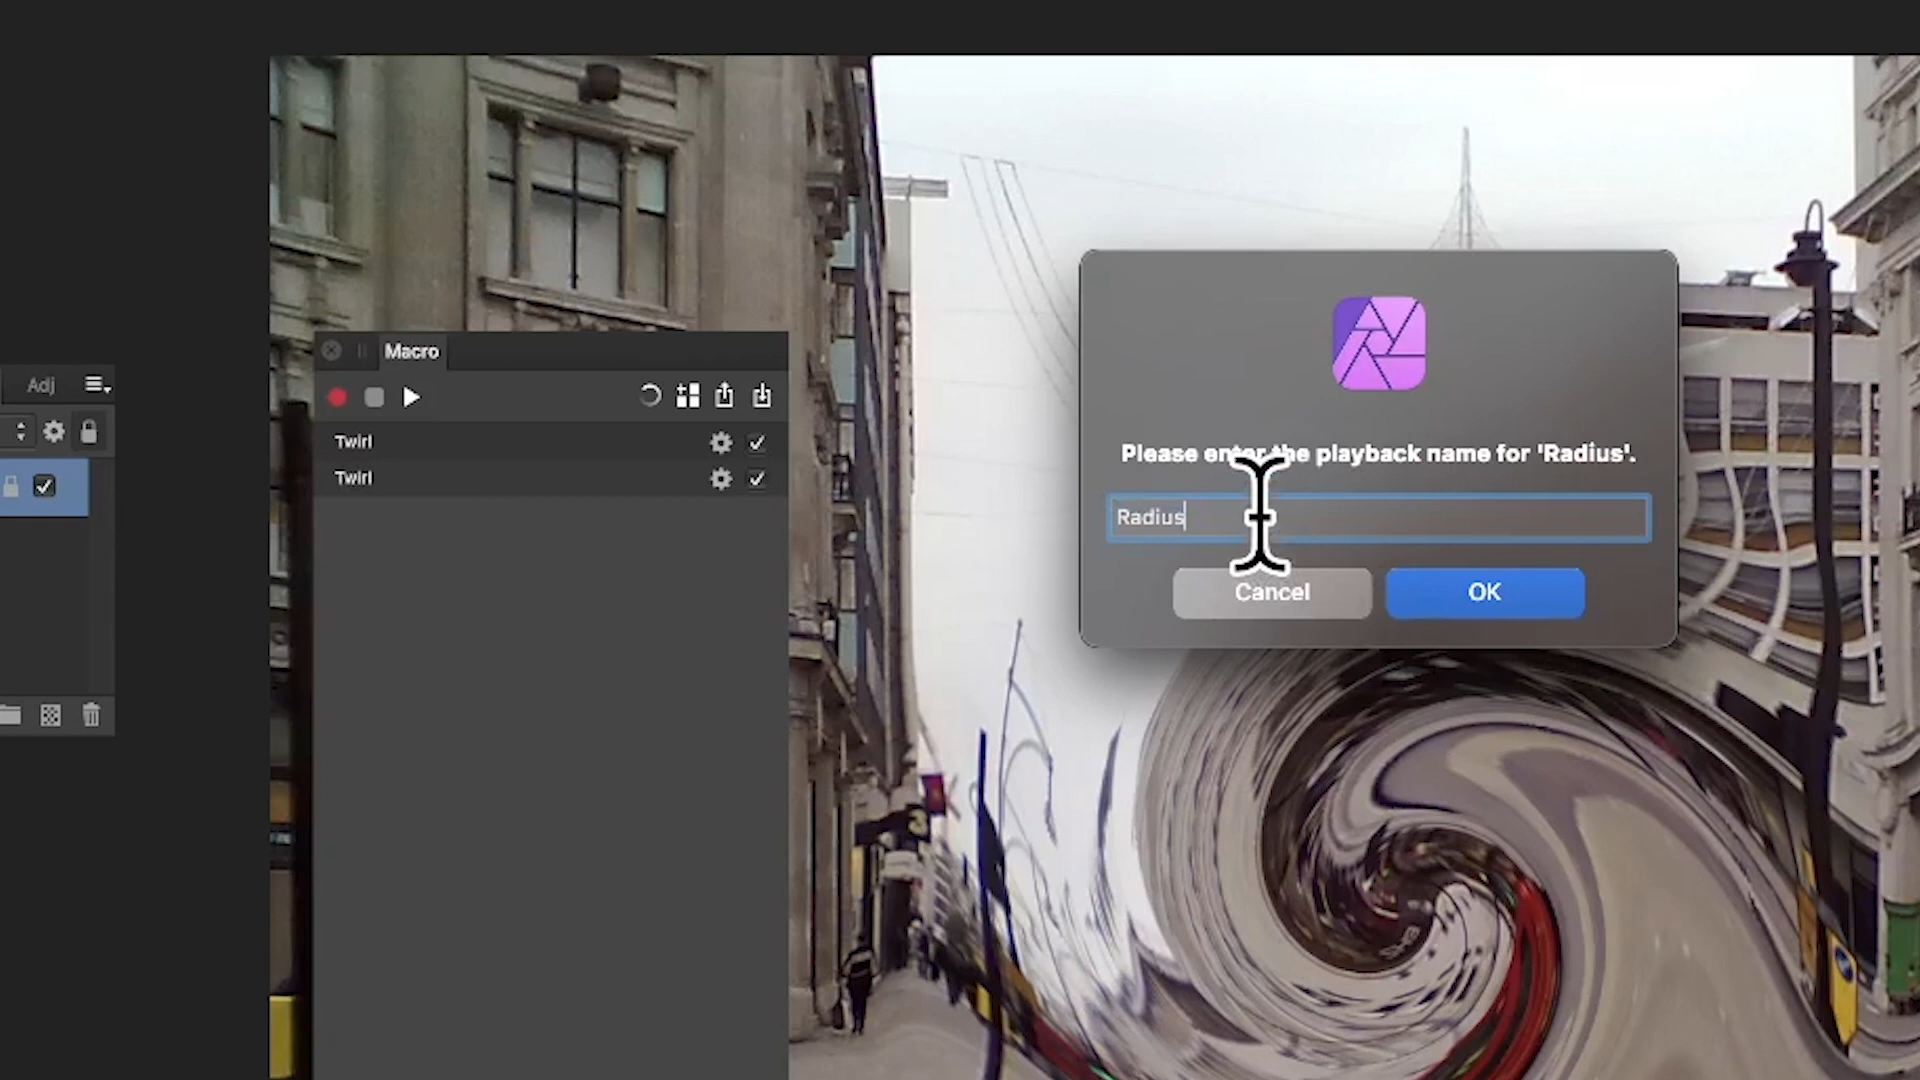 Macro
Adj
Twirl
Twirl
Please enter the playback name for 'Radius'.
Radius
Cancel
OK